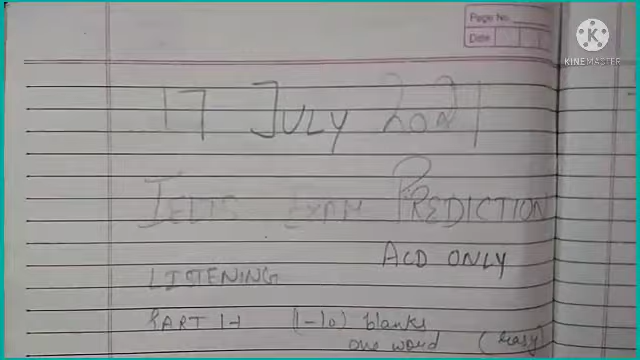 Page No.
Date
KINEMASTER
17 JULY 2021
IELTS EXAM PREDICTION
ACD ONLY
LISTENING
PART 1→ (1-10) blanks
one word (easy)